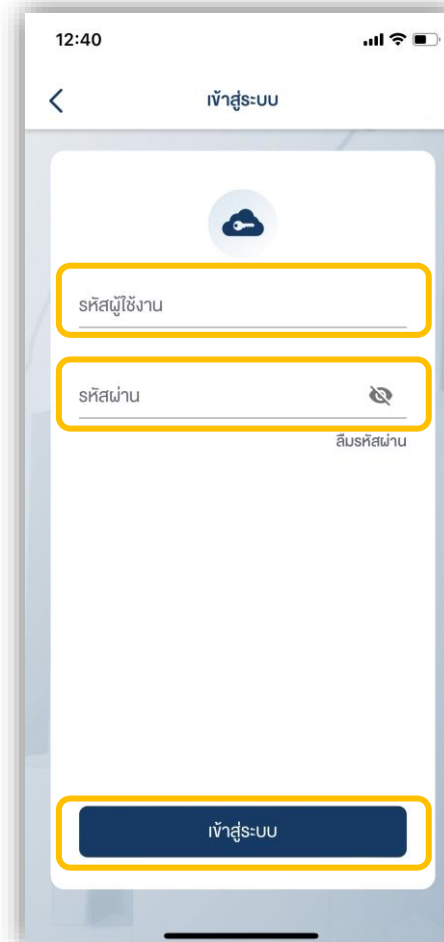 12:40
เข้าสู่ระบบ
รหัสผู้ใช้งาน
รหัสผ่าน
ลืมรหัสผ่าน
เข้าสู่ระบบ